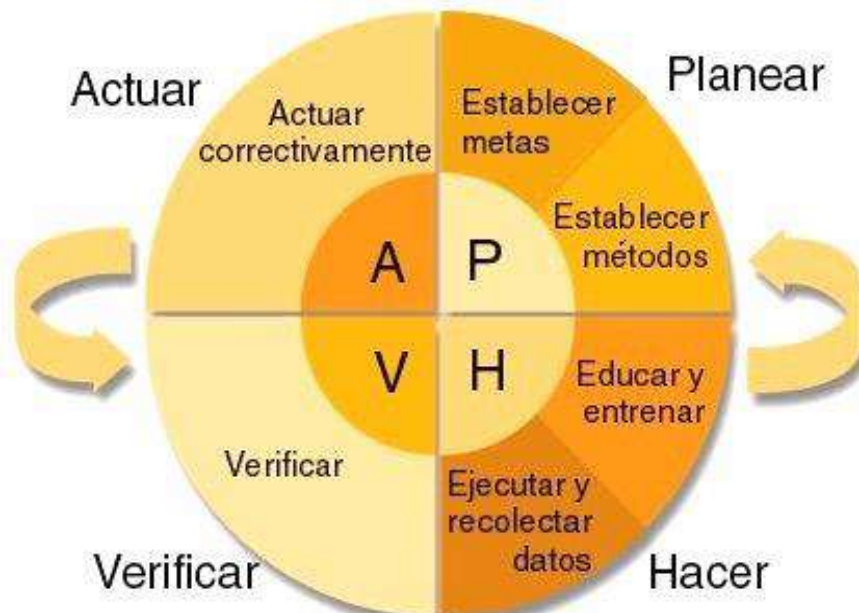 Actuar
Actuar
correctivamente
A
Planear
Establecer
metas
Establecer
métodos
P
Hacer
Educar y
entrenar
Ejecutar y
recolectar
datos
H
Verificar
Verificar
V